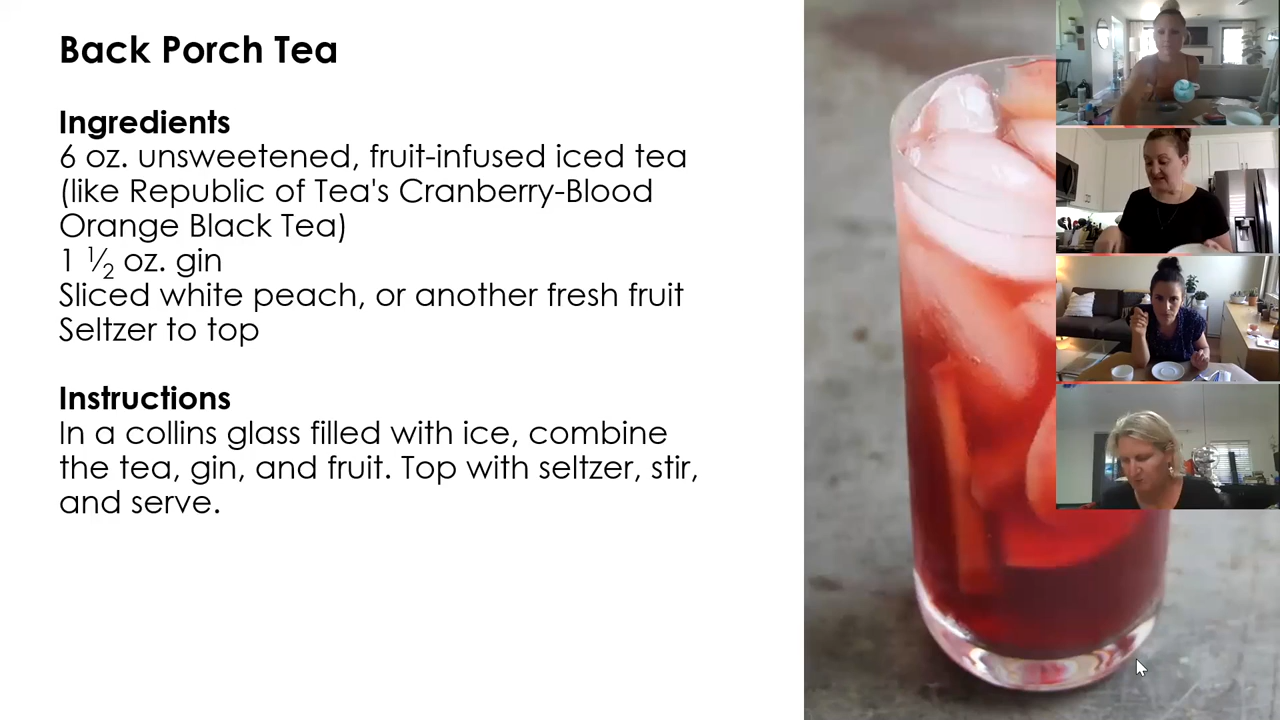 Back Porch Tea
Ingredients
6 oz. unsweetened, fruit-infused iced tea
(like Republic of Tea's Cranberry-Blood
Orange Black Tea)
1 ½ oz. gin
Sliced white peach, or another fresh fruit
Seltzer to top
Instructions
In a collins glass filled with ice, combine
the tea, gin, and fruit. Top with seltzer, stir,
and serve.